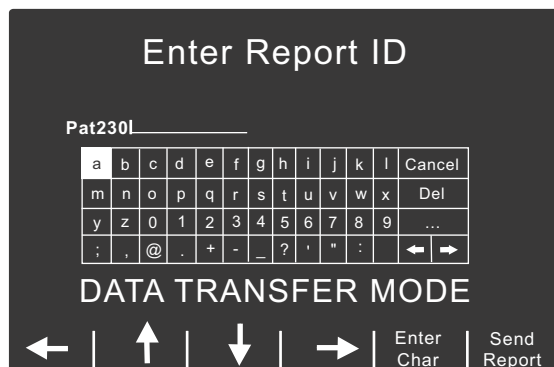 Enter Report ID
Pat230l
a b c d e f g h i j k l Cancel
m n o p q r s t u v w x Del
y z 0 1 2 3 4 5 6 7 8 9 ...
; , @ . + - _ ? ' " :
DATA TRANSFER MODE
Enter Char
Send Report